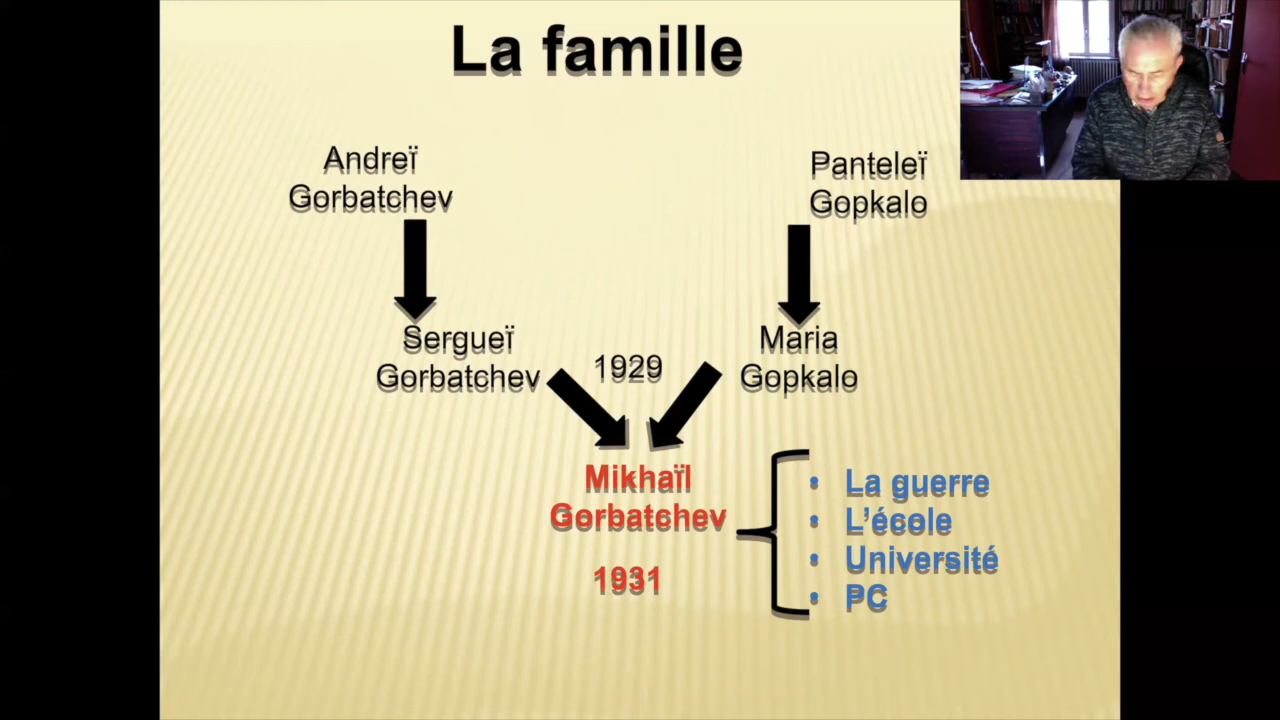 La famille
Andreï
Gorbatchev
Panteleï
Gopkalo
Sergueï
Gorbatchev
1929
Maria
Gopkalo
Mikhaïl
Gorbatchev
1931
• La guerre
• L’école
• Université
• PC